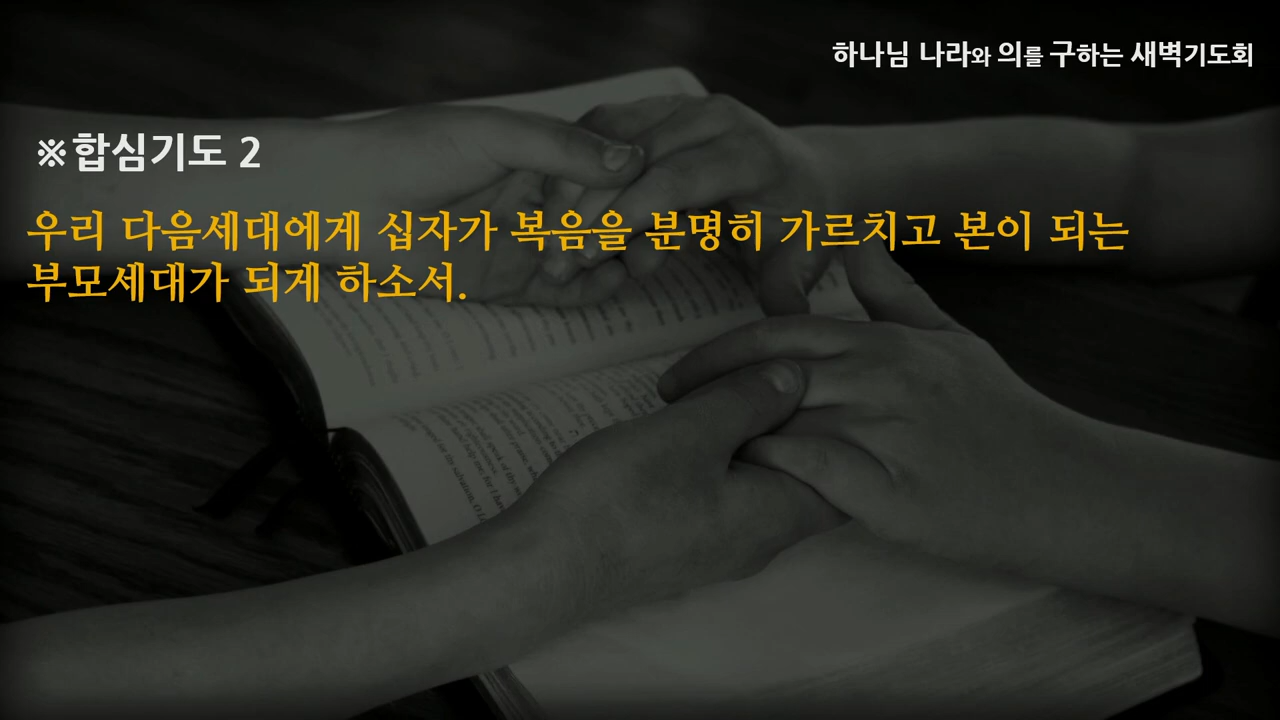 하나님 나라와 의를 구하는 새벽기도회
※합심기도 2
우리 다음세대에게 십자가 복음을 분명히 가르치고 본이 되는
부모세대가 되게 하소서.